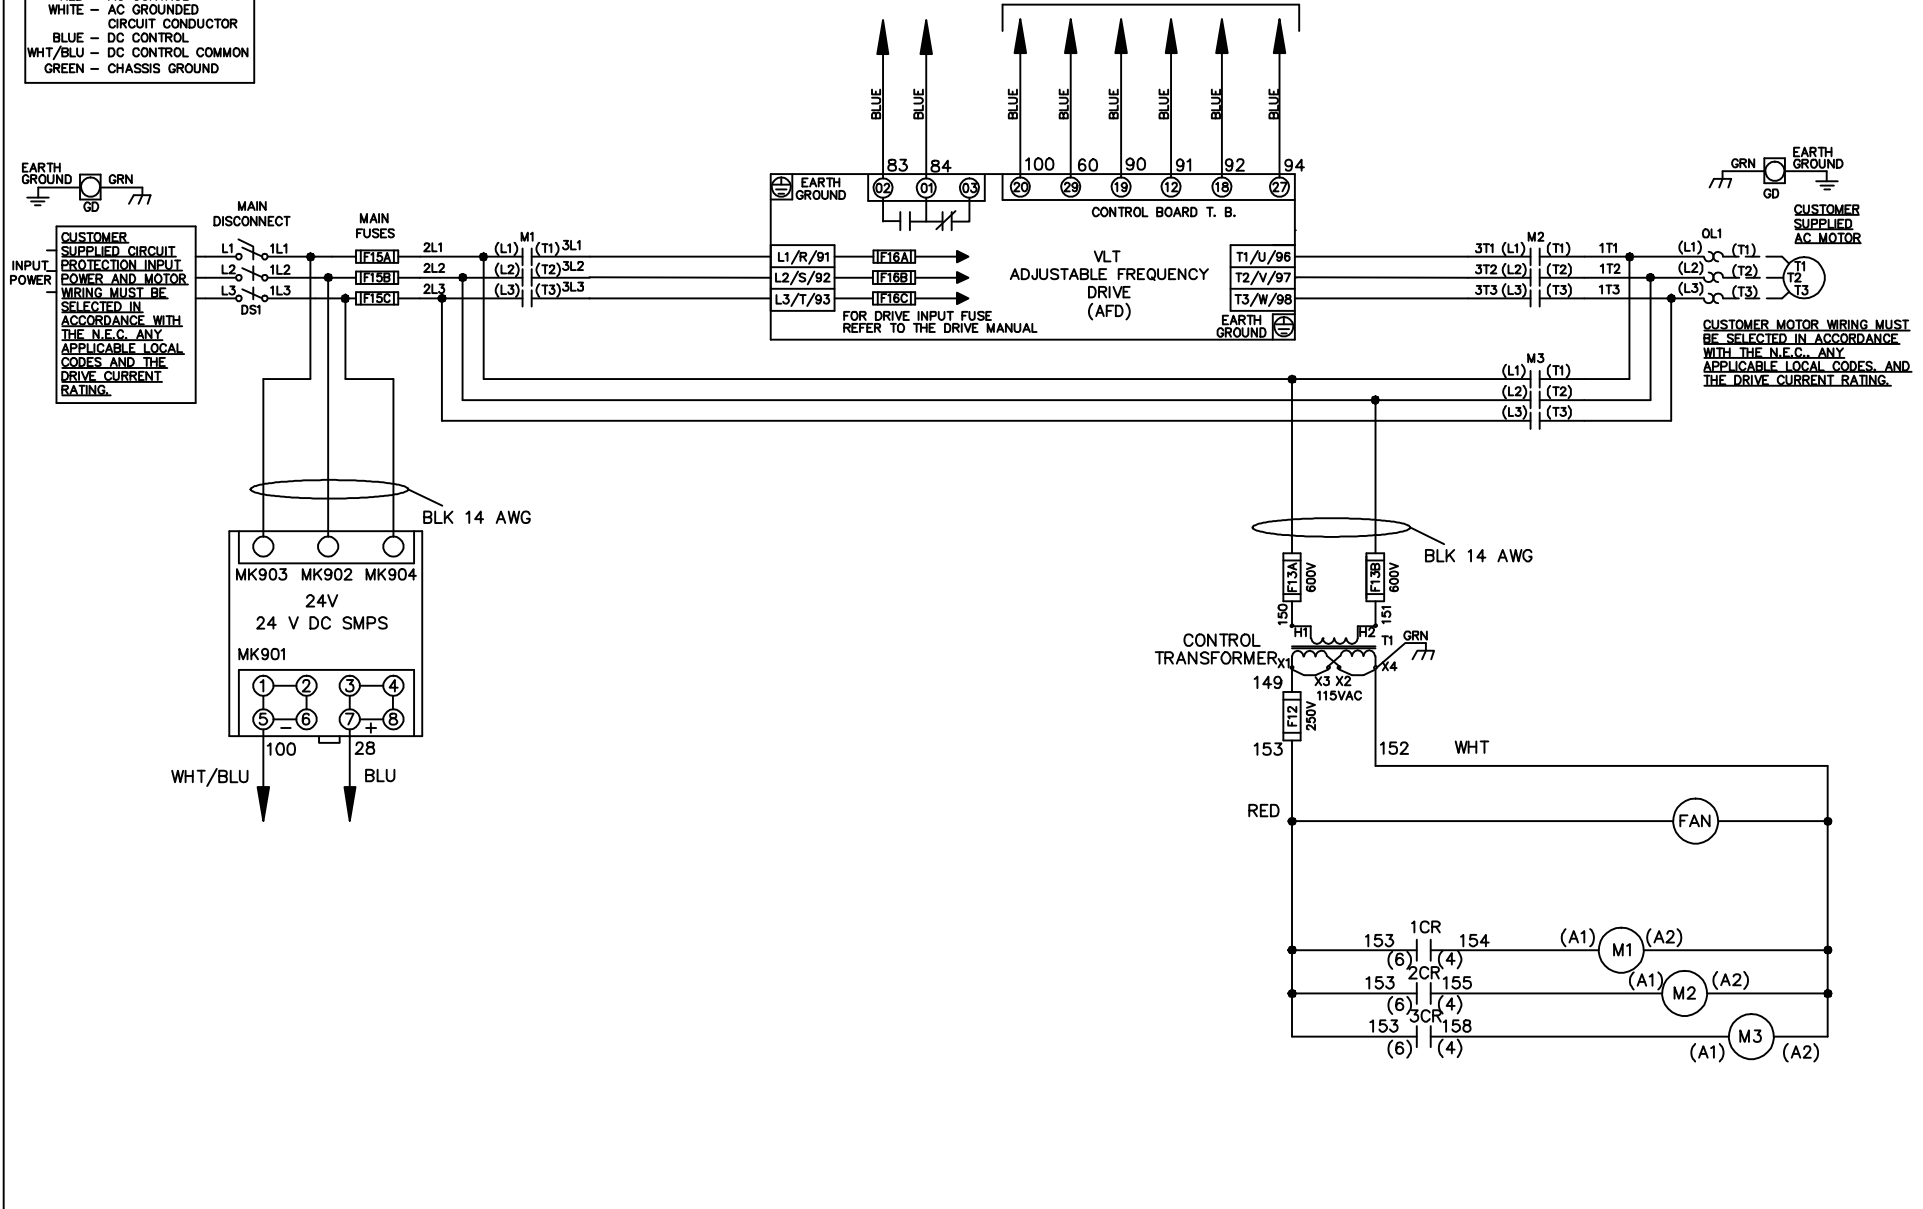 WHITE – AC GROUNDED
CIRCUIT CONDUCTOR
BLUE – DC CONTROL
WHT/BLU – DC CONTROL COMMON
GREEN – CHASSIS GROUND
BLUE BLUE BLUE BLUE BLUE BLUE BLUE BLUE
83 84 100 60 90 91 92 94
02 01 03 20 29 19 12 18 27
EARTH
GROUND
CONTROL BOARD T. B.
EARTH
GROUND GRN
GD
MAIN
DISCONNECT
MAIN
FUSES
INPUT
POWER
CUSTOMER
SUPPLIED CIRCUIT
PROTECTION INPUT
POWER AND MOTOR
WIRING MUST BE
SELECTED IN
ACCORDANCE WITH
THE N.E.C. ANY
APPLICABLE LOCAL
CODES AND THE
DRIVE CURRENT
RATING.
L1 1L1 F15A 2L1 (L1) M1 (T1) 3L1
L2 1L2 F15B 2L2 (L2) (T2) 3L2
L3 1L3 F15C 2L3 (L3) (T3) 3L3
DS1
L1/R/91 F16A
L2/S/92 F16B
L3/T/93 F16C
FOR DRIVE INPUT FUSE
REFER TO THE DRIVE MANUAL
VLT
ADJUSTABLE FREQUENCY
DRIVE
(AFD)
T1/U/96
T2/V/97
T3/W/98
EARTH
GROUND
M2
3T1 (L1) (T1) 1T1
3T2 (L2) (T2) 1T2
3T3 (L3) (T3) 1T3
OL1
(L1) (T1)
(L2) (T2)
(L3) (T3)
T1
T2
T3
GRN EARTH
GROUND
GD
CUSTOMER
SUPPLIED
AC MOTOR
CUSTOMER MOTOR WIRING MUST
BE SELECTED IN ACCORDANCE
WITH THE N.E.C., ANY
APPLICABLE LOCAL CODES, AND
THE DRIVE CURRENT RATING.
M3
(L1) (T1)
(L2) (T2)
(L3) (T3)
BLK 14 AWG
MK903 MK902 MK904
24V
24 V DC SMPS
MK901
1 2 3 4
5 – 6 7 + 8
100 28
WHT/BLU BLU
BLK 14 AWG
F13A 600V F13B 600V
150 151
H1 H2 T1 GRN
CONTROL
TRANSFORMER
X1 X3 X2 X4
115VAC
149
F12 250V
153 152 WHT
RED
FAN
1CR
153 154 (A1) M1 (A2)
(6) (4)
2CR
153 155 (A1) M2 (A2)
(6) (4)
3CR
153 158 M3
(6) (4) (A1) (A2)